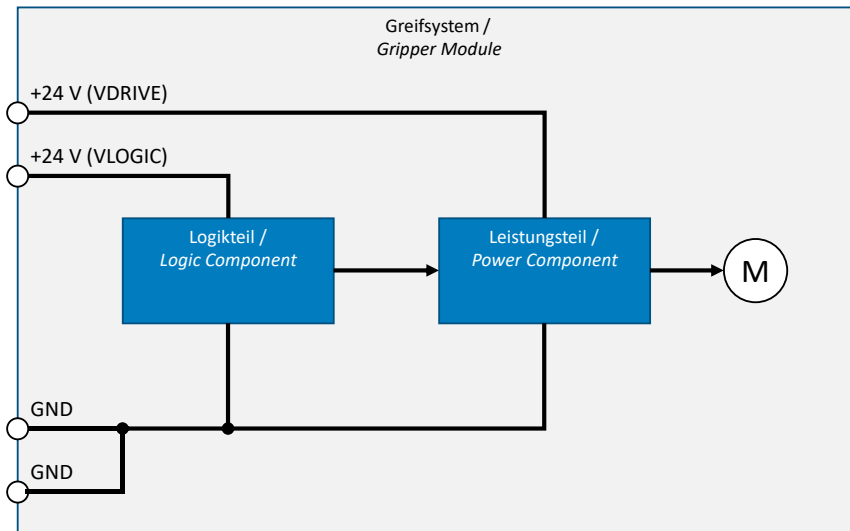 Greifsystem /
Gripper Module
+24 V (VDRIVE)
+24 V (VLOGIC)
Logikteil /
Logic Component
Leistungsteil /
Power Component
M
GND
GND